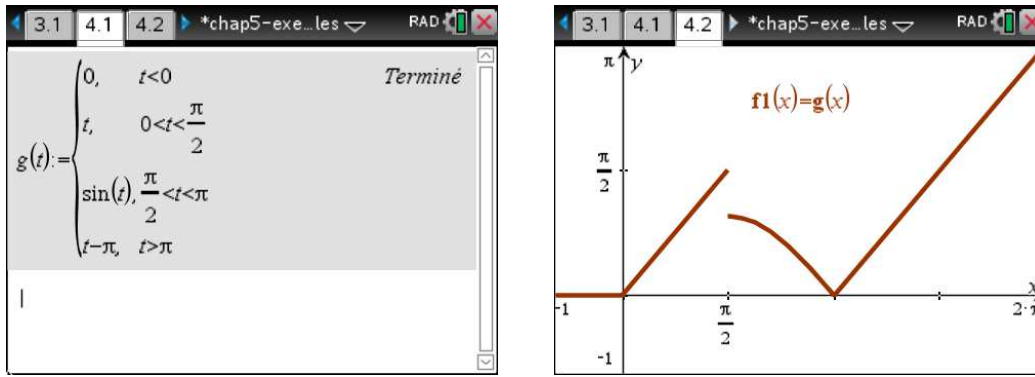 3.1 4.1 4.2 *chap5-exe…les RAD
g(t):={0, t<0
t, 0<t<π/2
sin(t), π/2<t<π
t−π, t>π
Terminé
3.1 4.1 4.2 *chap5-exe…les RAD
π y
f1(x)=g(x)
π/2
-1 π/2 x
-1